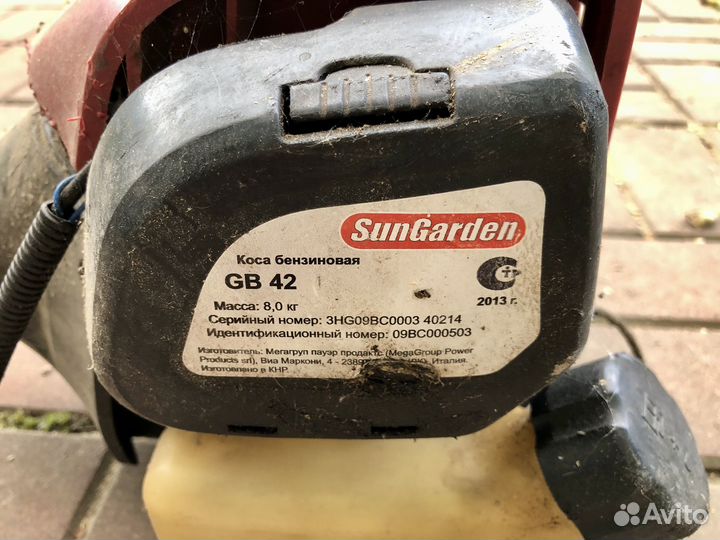 SunGarden
Коса бензиновая
GB 42
Масса: 8,0 кг
2013 г.
Серийный номер: 3HG09BC0003 40214
Идентификационный номер: 09BC000503
Изготовитель: Мегагруп пауэр продактс (MegaGroup Power
Products srl), Виа Маркони, 4 - Италия.
Изготовлено в КНР.
Avito